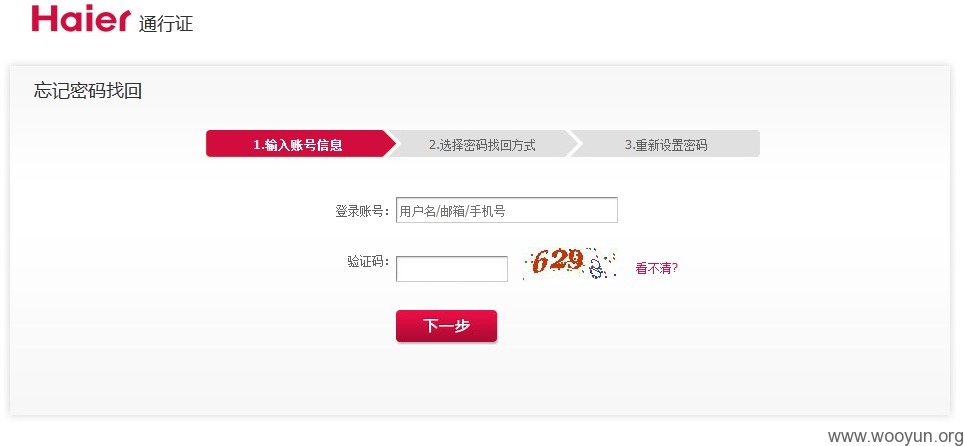 Haier 通行证
忘记密码找回
1.输入账号信息 2.选择密码找回方式 3.重新设置密码
登录账号： 用户名/邮箱/手机号
验证码： 629 看不清?
下一步
www.wooyun.org